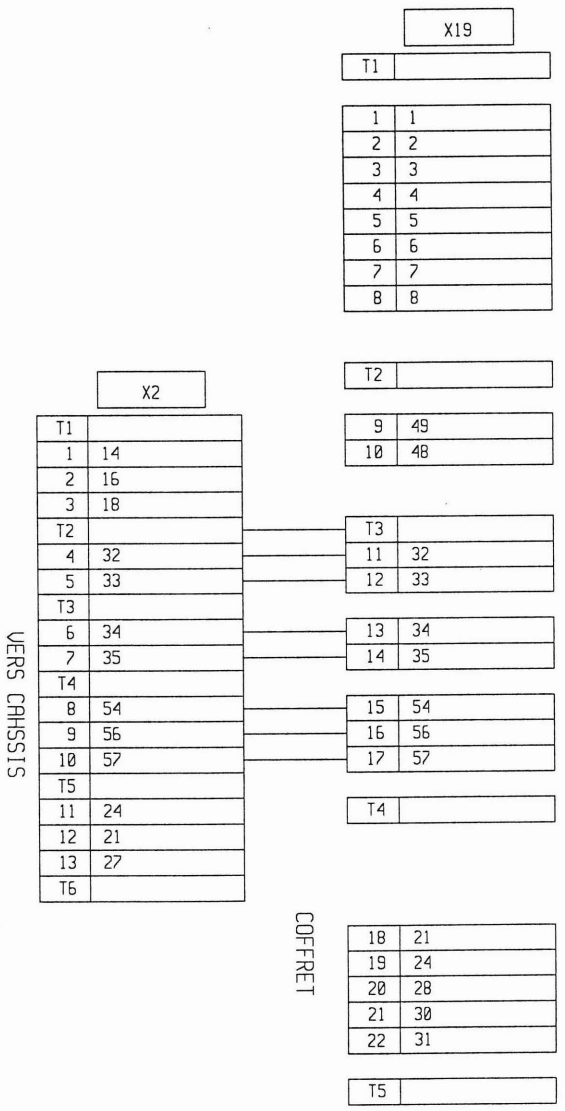 X19
T1
1 1
2 2
3 3
4 4
5 5
6 6
7 7
8 8
T2
9 49
10 48
T3
11 32
12 33
13 34
14 35
15 54
16 56
17 57
T4
18 21
19 24
20 28
21 30
22 31
T5
X2
T1
1 14
2 16
3 18
T2
4 32
5 33
T3
6 34
7 35
T4
8 54
9 56
10 57
T5
11 24
12 21
13 27
T6
VERS CAHSSIS
COFFRET